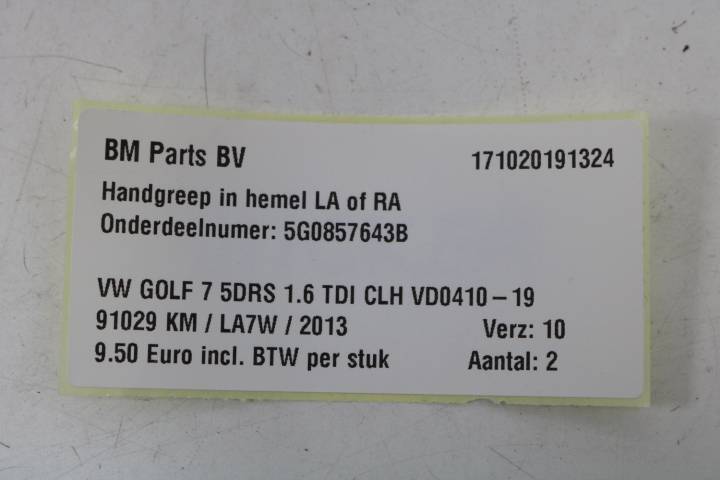 BM Parts BV 171020191324
Handgreep in hemel LA of RA
Onderdeelnumer: 5G0857643B
VW GOLF 7 5DRS 1.6 TDI CLH VD0410-19
91029 KM / LA7W / 2013 Verz: 10
9.50 Euro incl. BTW per stuk Aantal: 2